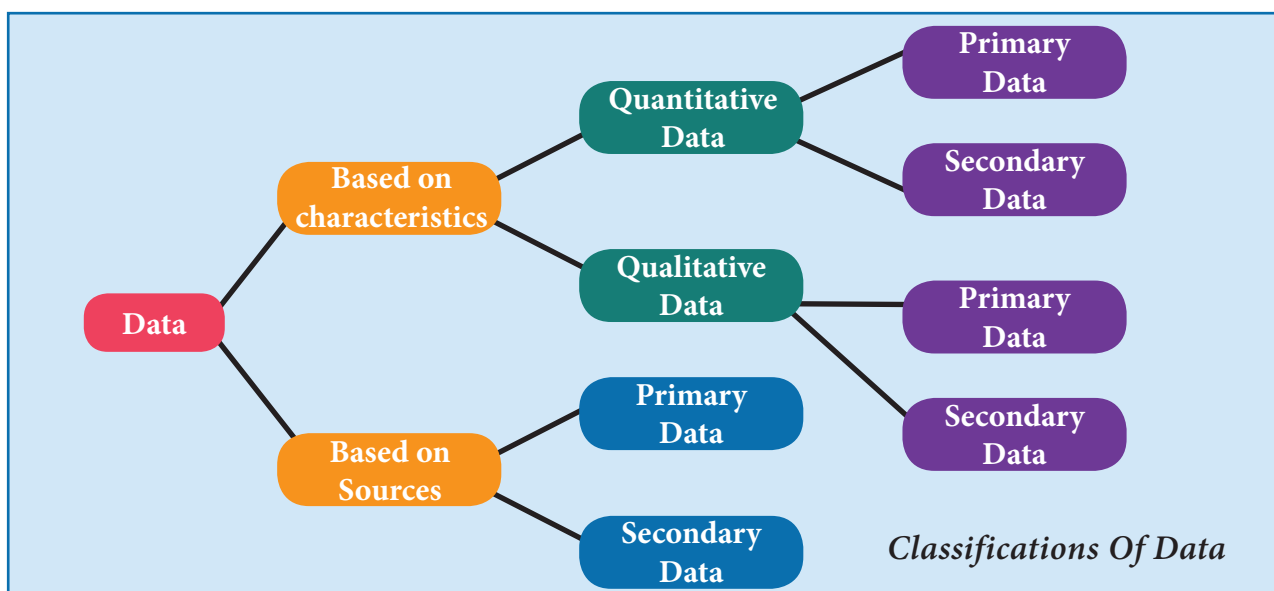 Primary
Data
Quantitative
Data
Secondary
Data
Based on
characteristics
Qualitative
Data
Primary
Data
Data
Secondary
Data
Primary
Data
Based on
Sources
Secondary
Data
Classifications Of Data